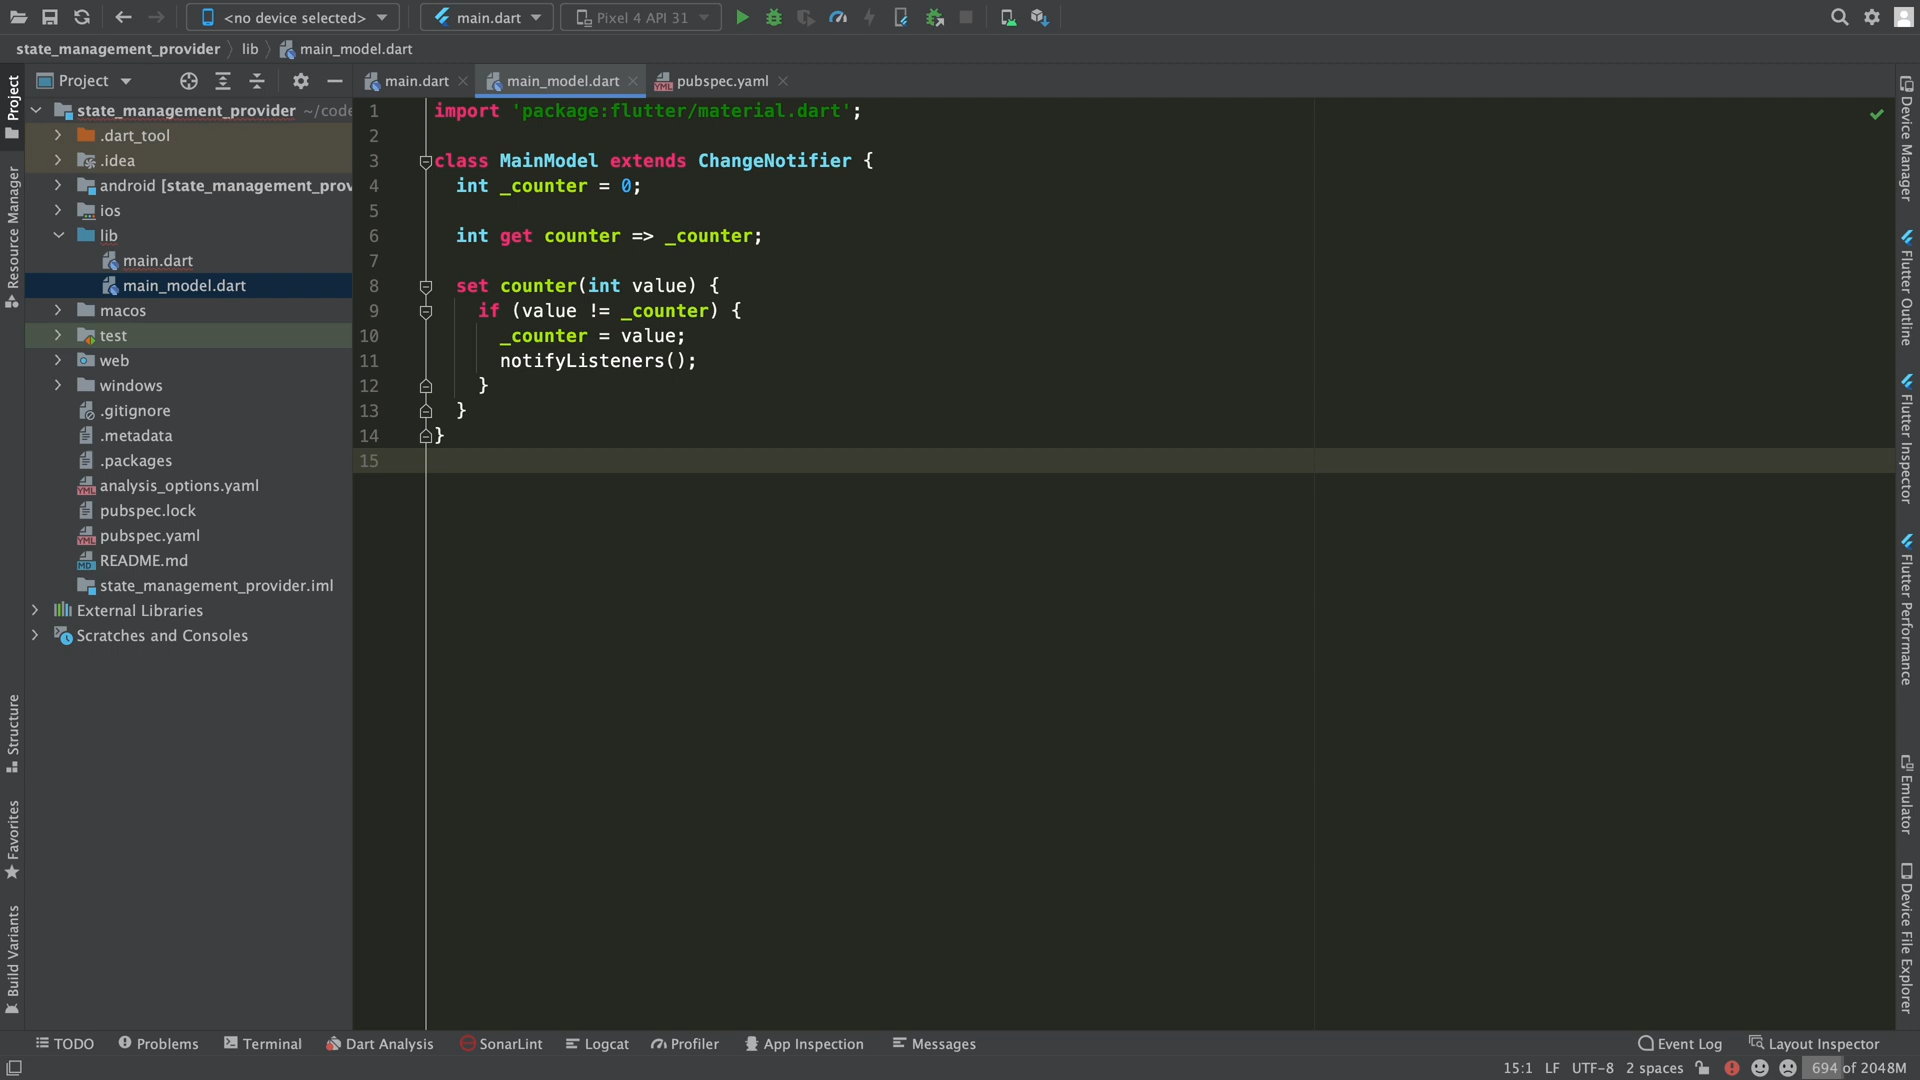 <no device selected>
main.dart
Pixel 4 API 31
state_management_provider
lib
main_model.dart
Project
main.dart
main_model.dart
pubspec.yaml
Project
Resource Manager
Structure
Favorites
Build Variants
state_management_provider ~/code
.dart_tool
.idea
android [state_management_prov
ios
lib
main.dart
main_model.dart
macos
test
web
windows
.gitignore
.metadata
.packages
analysis_options.yaml
pubspec.lock
pubspec.yaml
README.md
state_management_provider.iml
External Libraries
Scratches and Consoles
1 import 'package:flutter/material.dart';
2
3 class MainModel extends ChangeNotifier {
4 int _counter = 0;
5
6 int get counter => _counter;
7
8 set counter(int value) {
9 if (value != _counter) {
10 _counter = value;
11 notifyListeners();
12 }
13 }
14 }
15
Device Manager
Flutter Outline
Flutter Inspector
Flutter Performance
Emulator
Device File Explorer
TODO
Problems
Terminal
Dart Analysis
SonarLint
Logcat
Profiler
App Inspection
Messages
Event Log
Layout Inspector
15:1 LF UTF-8 2 spaces 694 of 2048M